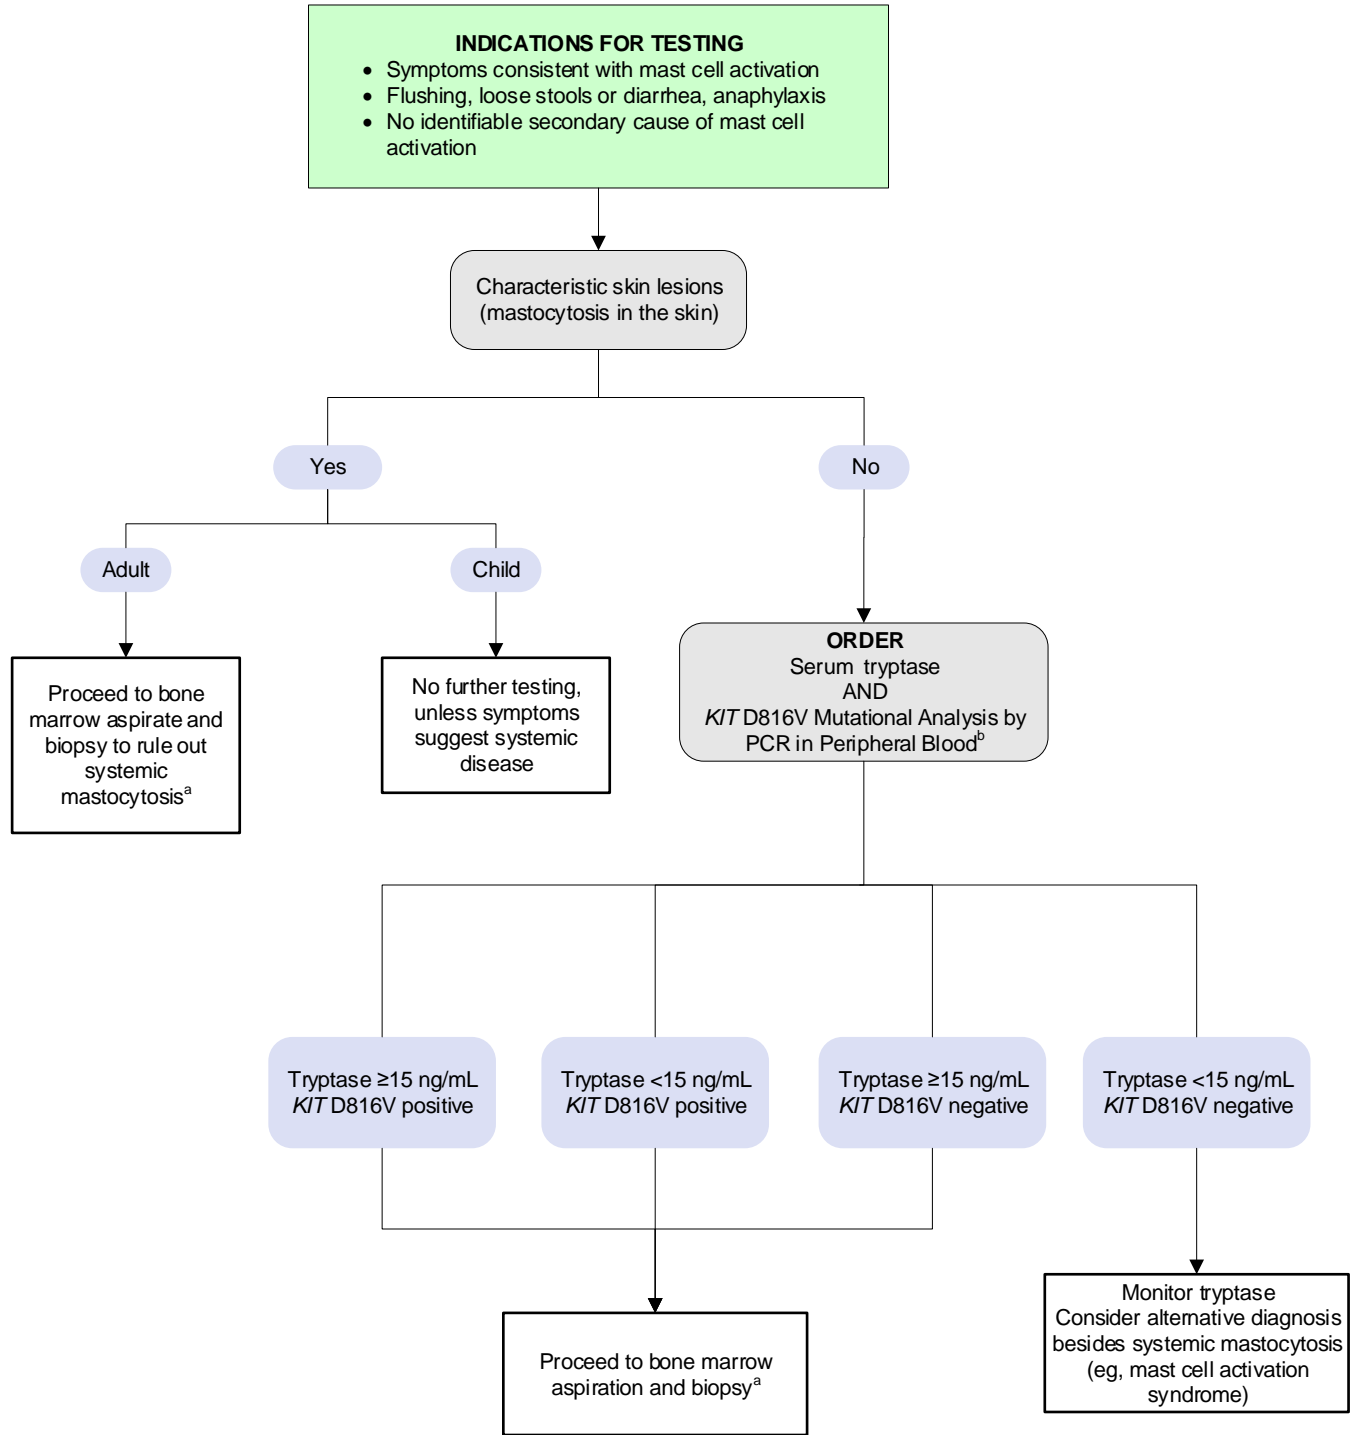 INDICATIONS FOR TESTING
• Symptoms consistent with mast cell activation
• Flushing, loose stools or diarrhea, anaphylaxis
• No identifiable secondary cause of mast cell
activation
Characteristic skin lesions
(mastocytosis in the skin)
Yes
No
Adult
Child
Proceed to bone
marrow aspirate and
biopsy to rule out
systemic
mastocytosisᵃ
No further testing,
unless symptoms
suggest systemic
disease
ORDER
Serum tryptase
AND
KIT D816V Mutational Analysis by
PCR in Peripheral Bloodᵇ
Tryptase ≥15 ng/mL
KIT D816V positive
Tryptase <15 ng/mL
KIT D816V positive
Tryptase ≥15 ng/mL
KIT D816V negative
Tryptase <15 ng/mL
KIT D816V negative
Proceed to bone marrow
aspiration and biopsyᵃ
Monitor tryptase
Consider alternative diagnosis
besides systemic mastocytosis
(eg, mast cell activation
syndrome)